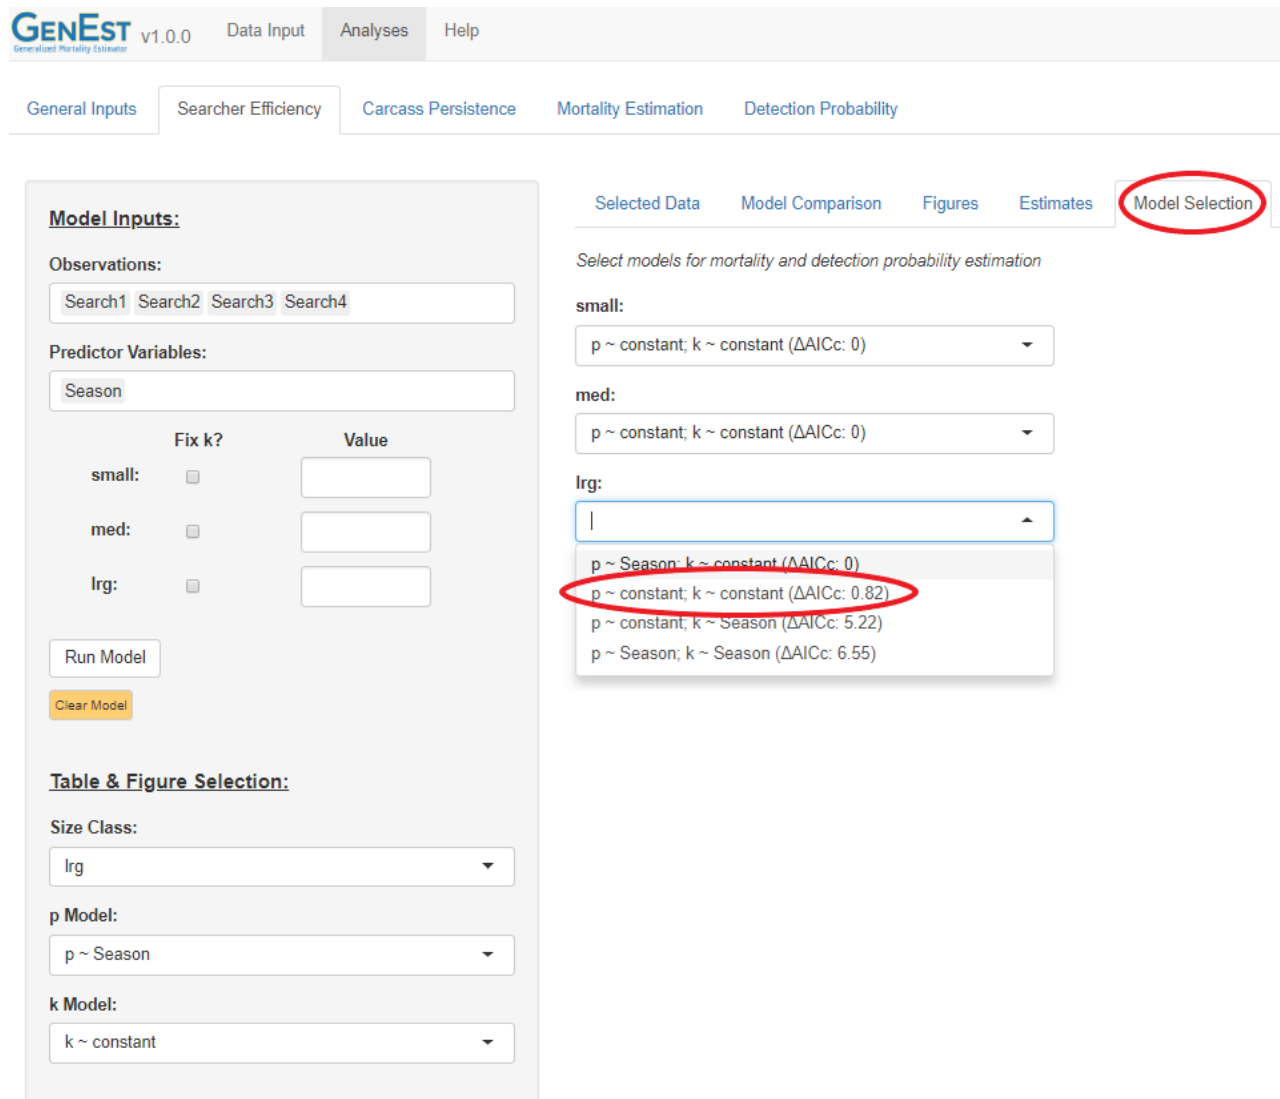 GENEST v1.0.0 Data Input Analyses Help
Generalized Mortality Estimator
General Inputs Searcher Efficiency Carcass Persistence Mortality Estimation Detection Probability
Model Inputs:
Observations:
Search1 Search2 Search3 Search4
Predictor Variables:
Season
Fix k? Value
small:
med:
lrg:
Run Model
Clear Model
Table & Figure Selection:
Size Class:
lrg
p Model:
p ~ Season
k Model:
k ~ constant
Selected Data Model Comparison Figures Estimates Model Selection
Select models for mortality and detection probability estimation
small:
p ~ constant; k ~ constant (ΔAICc: 0)
med:
p ~ constant; k ~ constant (ΔAICc: 0)
lrg:
p ~ Season; k ~ constant (ΔAICc: 0)
p ~ constant; k ~ constant (ΔAICc: 0.82)
p ~ constant; k ~ Season (ΔAICc: 5.22)
p ~ Season; k ~ Season (ΔAICc: 6.55)